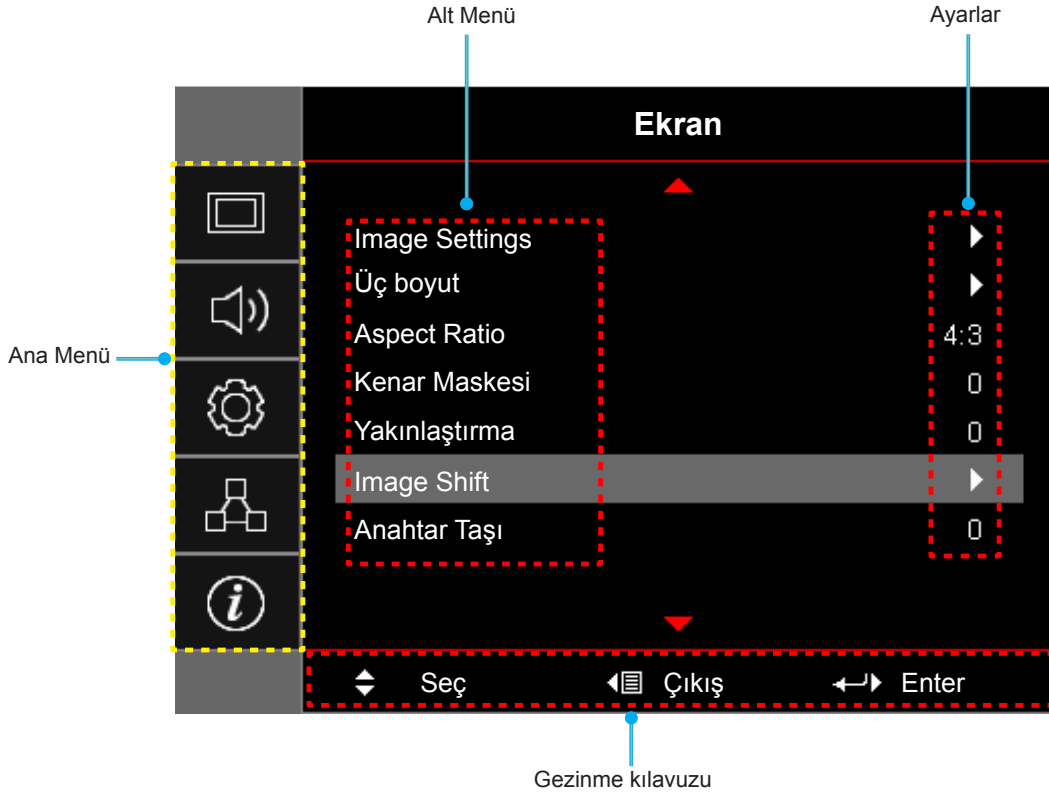 Alt Menü
Ayarlar
Ekran
Image Settings
Üç boyut
Aspect Ratio 4:3
Ana Menü
Kenar Maskesi 0
Yakınlaştırma 0
Image Shift
Anahtar Taşı 0
Seç Çıkış Enter
Gezinme kılavuzu